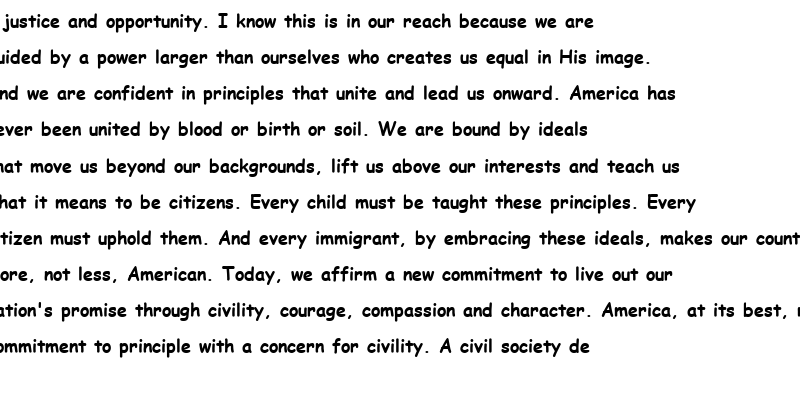 justice and opportunity. I know this is in our reach because we are
uided by a power larger than ourselves who creates us equal in His image.
nd we are confident in principles that unite and lead us onward. America has
ever been united by blood or birth or soil. We are bound by ideals
hat move us beyond our backgrounds, lift us above our interests and teach us
hat it means to be citizens. Every child must be taught these principles. Every
tizen must uphold them. And every immigrant, by embracing these ideals, makes our count
ore, not less, American. Today, we affirm a new commitment to live out our
ation's promise through civility, courage, compassion and character. America, at its best,
ommitment to principle with a concern for civility. A civil society de